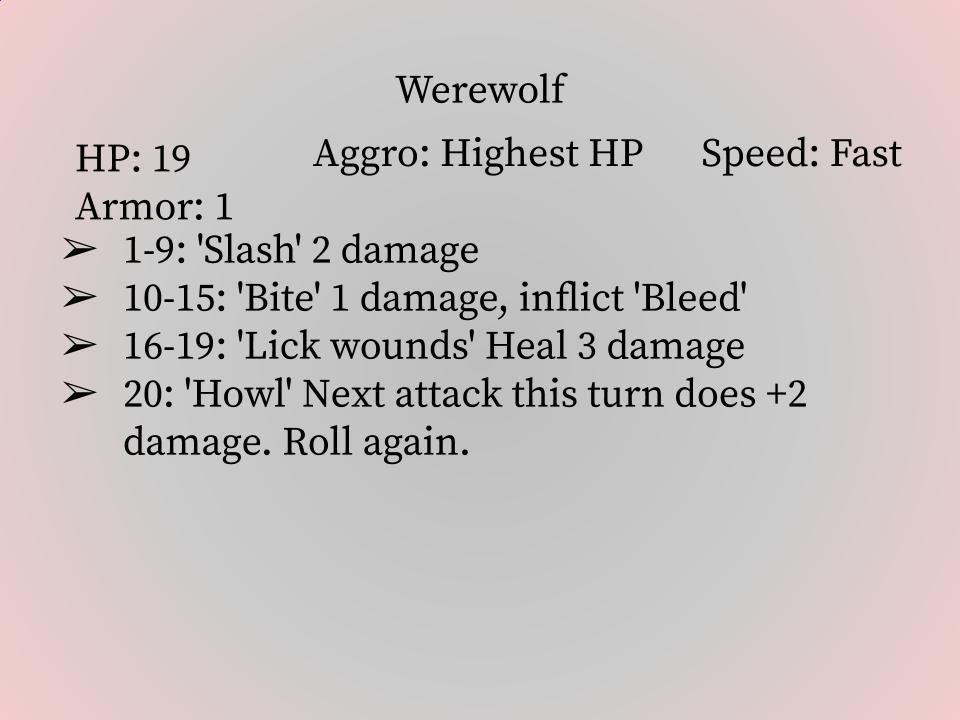 Werewolf
HP: 19
Aggro: Highest HP
Speed: Fast
Armor: 1
➢ 1-9: 'Slash' 2 damage
➢ 10-15: 'Bite' 1 damage, inflict 'Bleed'
➢ 16-19: 'Lick wounds' Heal 3 damage
➢ 20: 'Howl' Next attack this turn does +2
damage. Roll again.